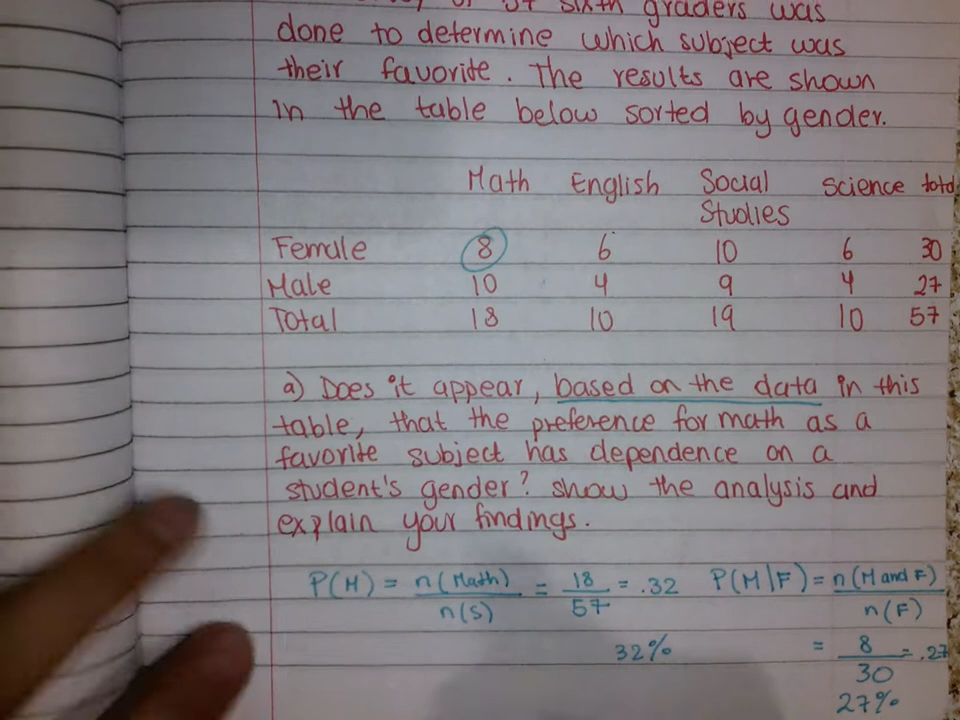 sixth graders was
done to determine which subject was
their favorite. The results are shown
in the table below sorted by gender.
Math English Social Studies Science total
Female 8 6 10 6 30
Male 10 4 9 4 27
Total 18 10 19 10 57
a) Does it appear, based on the data in this
table, that the preference for math as a
favorite subject has dependence on a
student's gender? show the analysis and
explain your findings.
P(M) = n(Math) / n(S) = 18 / 57 = .32 P(M|F) = n(M and F) / n(F)
32% = 8 / 30 = .27
27%